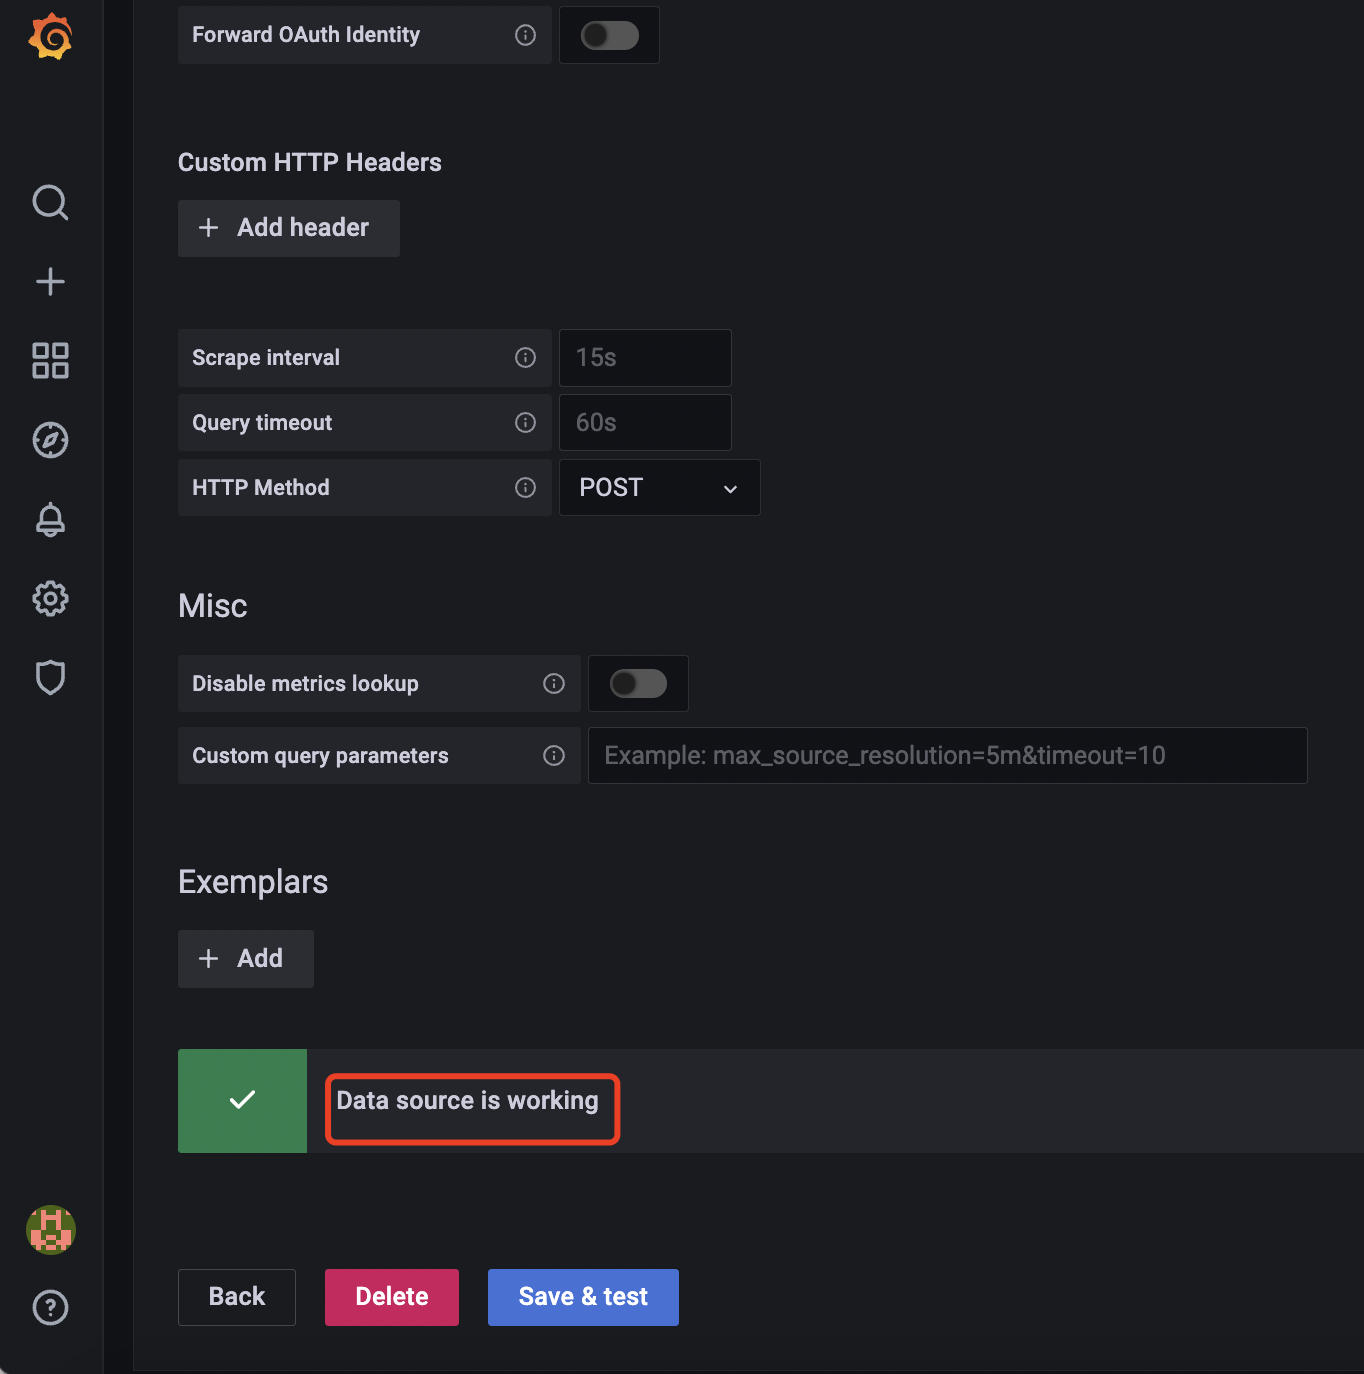 Forward OAuth Identity
Custom HTTP Headers
+ Add header
Scrape interval 15s
Query timeout 60s
HTTP Method POST
Misc
Disable metrics lookup
Custom query parameters Example: max_source_resolution=5m&timeout=10
Exemplars
+ Add
Data source is working
Back Delete Save & test